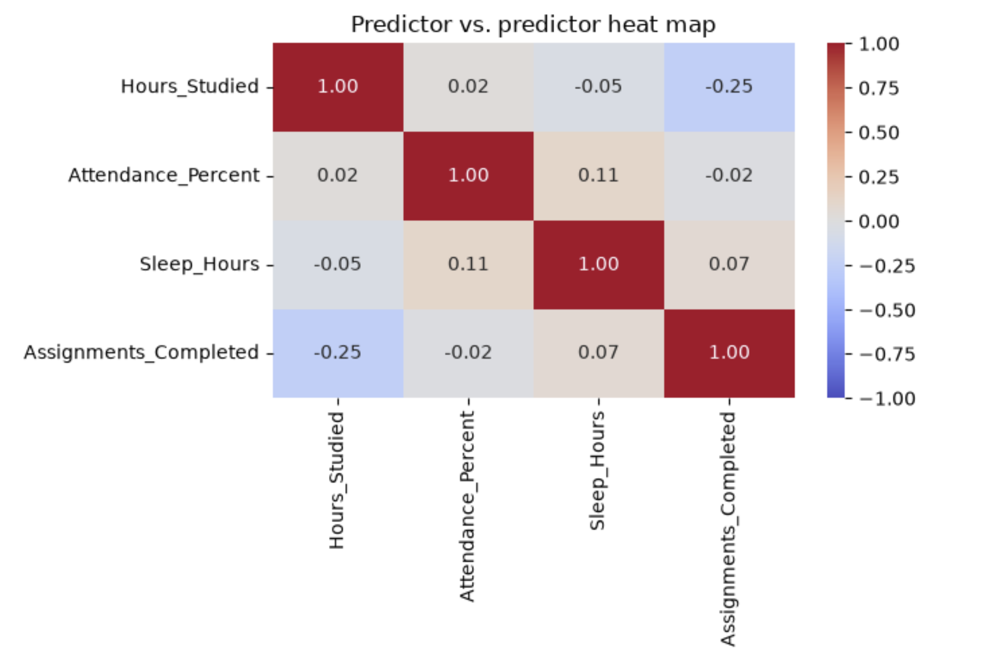 Predictor vs. predictor heat map
Hours_Studied 1.00 0.02 -0.05 -0.25
Attendance_Percent 0.02 1.00 0.11 -0.02
Sleep_Hours -0.05 0.11 1.00 0.07
Assignments_Completed -0.25 -0.02 0.07 1.00
Hours_Studied
Attendance_Percent
Sleep_Hours
Assignments_Completed
1.00
0.75
0.50
0.25
0.00
−0.25
−0.50
−0.75
−1.00